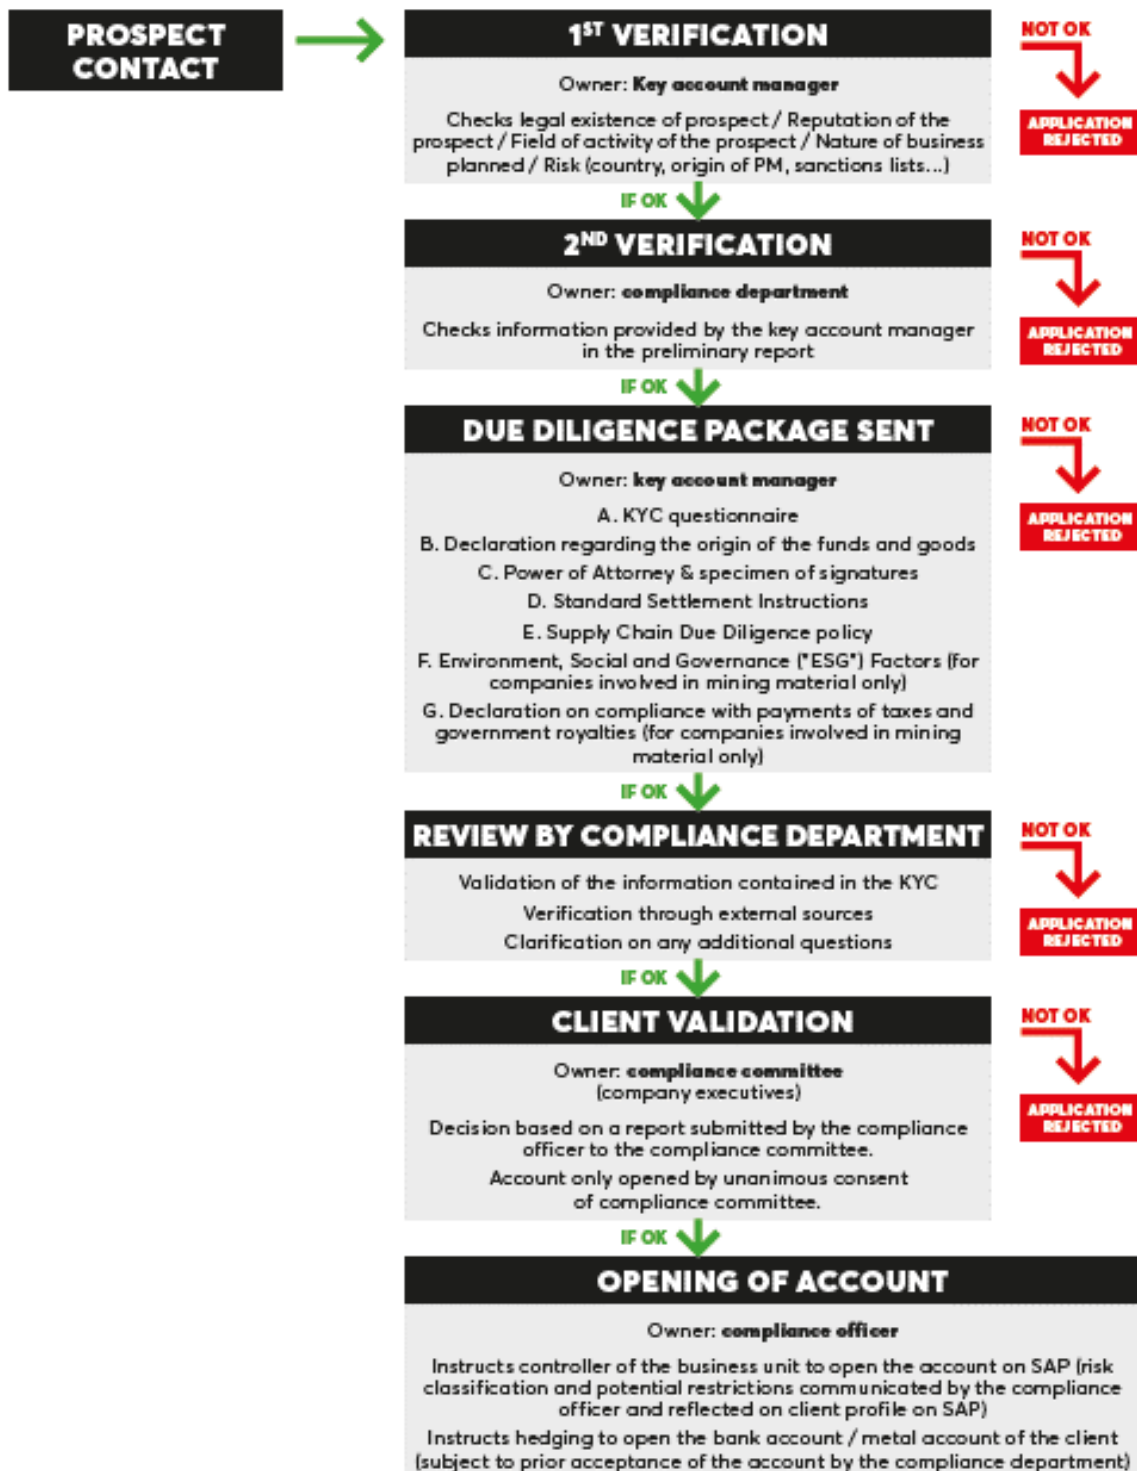 PROSPECT
CONTACT
1ST VERIFICATION
Owner: Key account manager
Checks legal existence of prospect / Reputation of the
prospect / Field of activity of the prospect / Nature of business
planned / Risk (country, origin of PM, sanctions lists...)
NOT OK
APPLICATION
REJECTED
IF OK
2ND VERIFICATION
Owner: compliance department
Checks information provided by the key account manager
in the preliminary report
NOT OK
APPLICATION
REJECTED
IF OK
DUE DILIGENCE PACKAGE SENT
Owner: key account manager
A. KYC questionnaire
B. Declaration regarding the origin of the funds and goods
C. Power of Attorney & specimen of signatures
D. Standard Settlement Instructions
E. Supply Chain Due Diligence policy
F. Environment, Social and Governance ("ESG") Factors (for
companies involved in mining material only)
G. Declaration on compliance with payments of taxes and
government royalties (for companies involved in mining
material only)
NOT OK
APPLICATION
REJECTED
IF OK
REVIEW BY COMPLIANCE DEPARTMENT
Validation of the information contained in the KYC
Verification through external sources
Clarification on any additional questions
NOT OK
APPLICATION
REJECTED
IF OK
CLIENT VALIDATION
Owner: compliance committee
(company executives)
Decision based on a report submitted by the compliance
officer to the compliance committee.
Account only opened by unanimous consent
of compliance committee.
NOT OK
APPLICATION
REJECTED
IF OK
OPENING OF ACCOUNT
Owner: compliance officer
Instructs controller of the business unit to open the account on SAP (risk
classification and potential restrictions communicated by the compliance
officer and reflected on client profile on SAP)
Instructs hedging to open the bank account / metal account of the client
(subject to prior acceptance of the account by the compliance department)